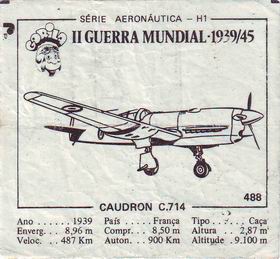 SÉRIE AERONÁUTICA - H1
II GUERRA MUNDIAL-1939/45
488
CAUDRON C.714
Ano ...... 1939 País ..... França Tipo ..... Caça
Enverg. .. 8,96 m Compr. ... 8,50 m Altura ... 2,87 m
Veloc. .. 487 Km Auton. .. 900 Km Altitude . 9.100 m